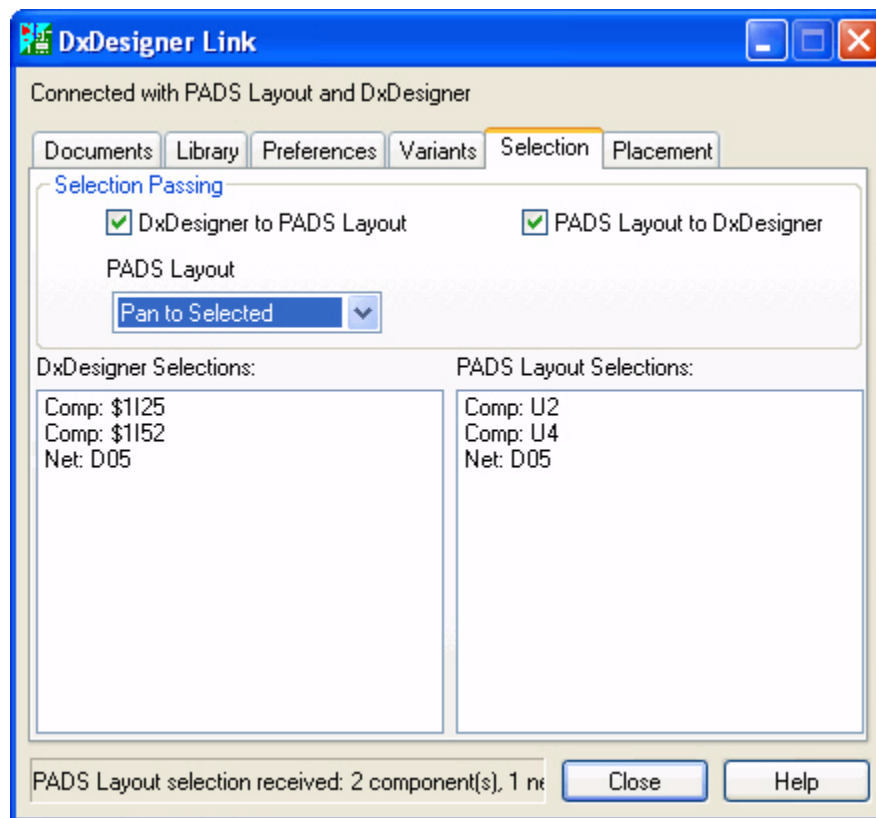 DxDesigner Link
Connected with PADS Layout and DxDesigner
Documents Library Preferences Variants Selection Placement
Selection Passing
DxDesigner to PADS Layout PADS Layout to DxDesigner
PADS Layout
Pan to Selected
DxDesigner Selections: PADS Layout Selections:
Comp: $1I25 Comp: U2
Comp: $1I52 Comp: U4
Net: D05 Net: D05
PADS Layout selection received: 2 component(s), 1 Close Help